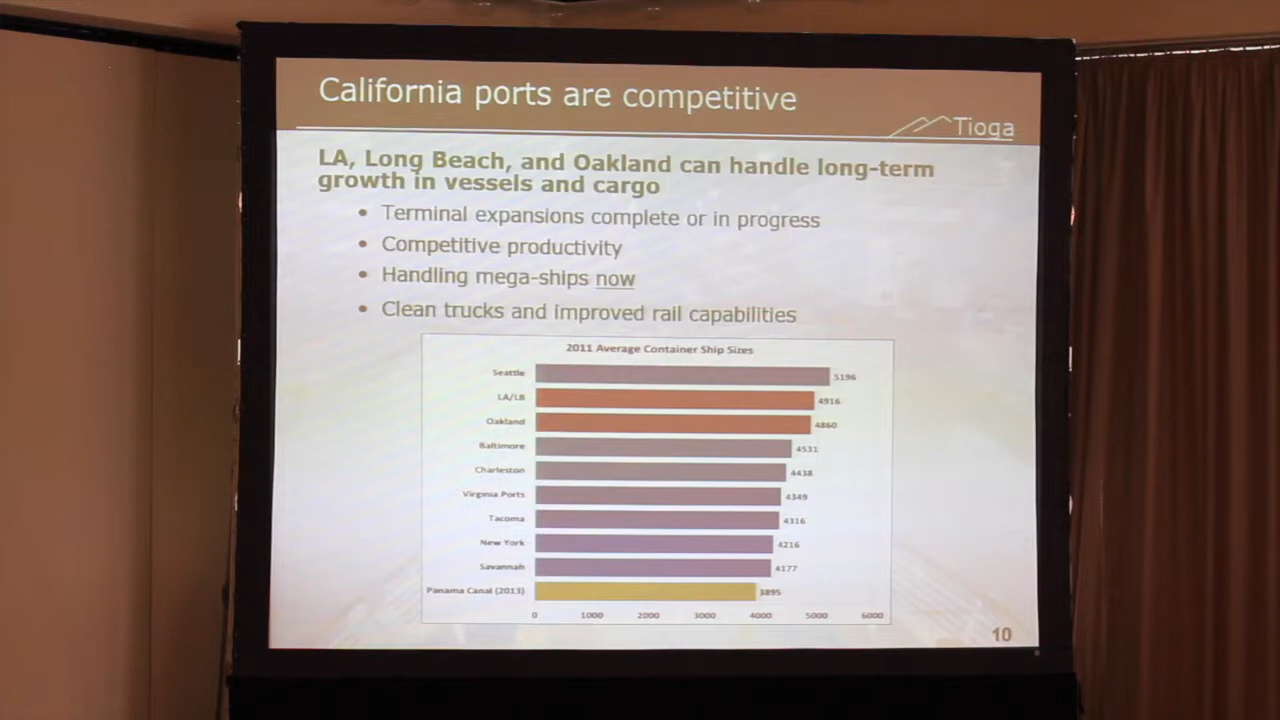 California ports are competitive
Tioga
LA, Long Beach, and Oakland can handle long-term
growth in vessels and cargo
• Terminal expansions complete or in progress
• Competitive productivity
• Handling mega-ships now
• Clean trucks and improved rail capabilities
2011 Average Container Ship Sizes
Seattle 5196
LA/LB 4916
Oakland 4860
Baltimore 4531
Charleston 4438
Virginia Ports 4349
Tacoma 4316
New York 4216
Savannah 4177
Panama Canal (2013) 3895
0 1000 2000 3000 4000 5000 6000
10